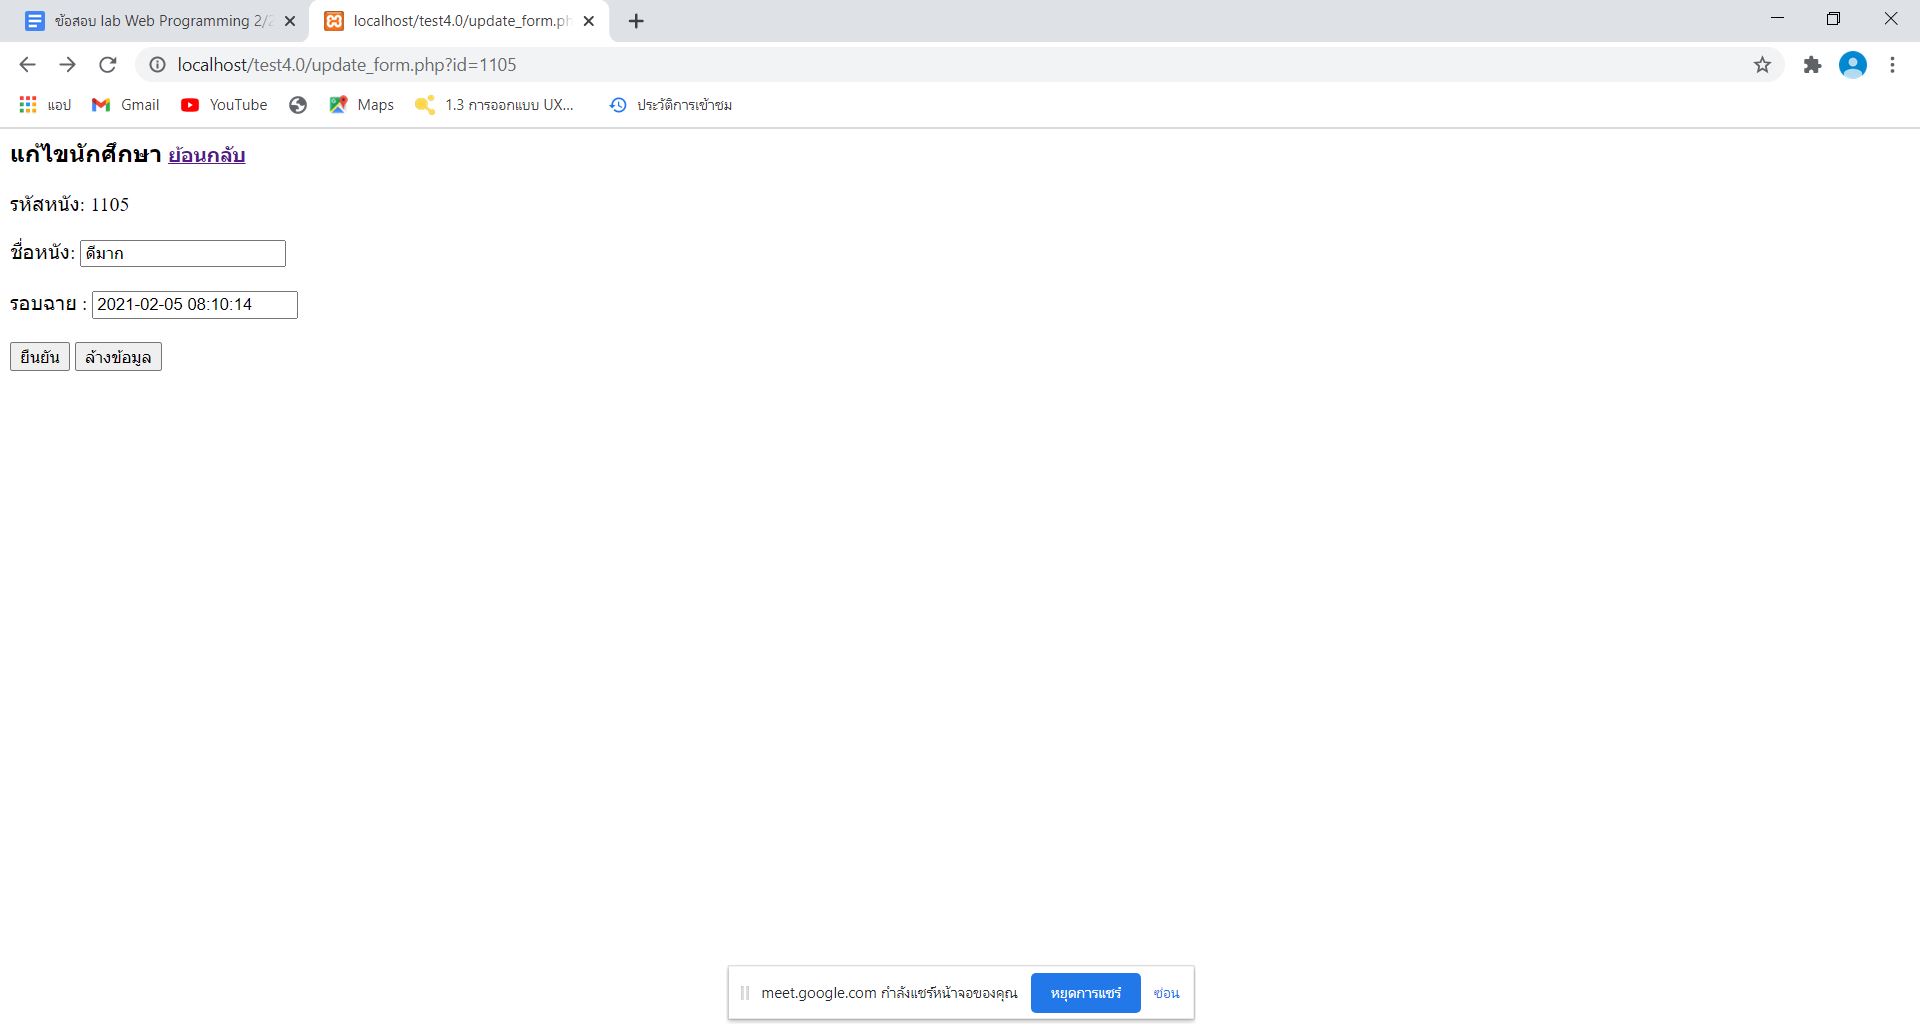 ข้อสอบ lab Web Programming 2/2
localhost/test4.0/update_form.ph
localhost/test4.0/update_form.php?id=1105
แอป Gmail YouTube Maps 1.3 การออกแบบ UX... ประวัติการเข้าชม
แก้ไขนักศึกษา ย้อนกลับ
รหัสหนัง: 1105
ชื่อหนัง: ดีมาก
รอบฉาย : 2021-02-05 08:10:14
ยืนยัน ล้างข้อมูล
meet.google.com กำลังแชร์หน้าจอของคุณ หยุดการแชร์ ซ่อน